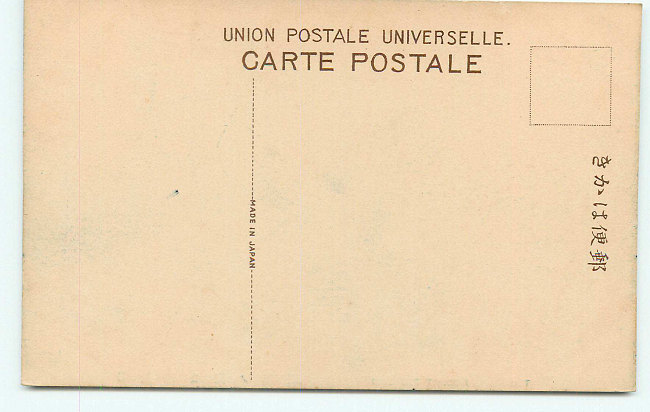 UNION POSTALE UNIVERSELLE.
CARTE POSTALE
MADE IN JAPAN
郵便はかき